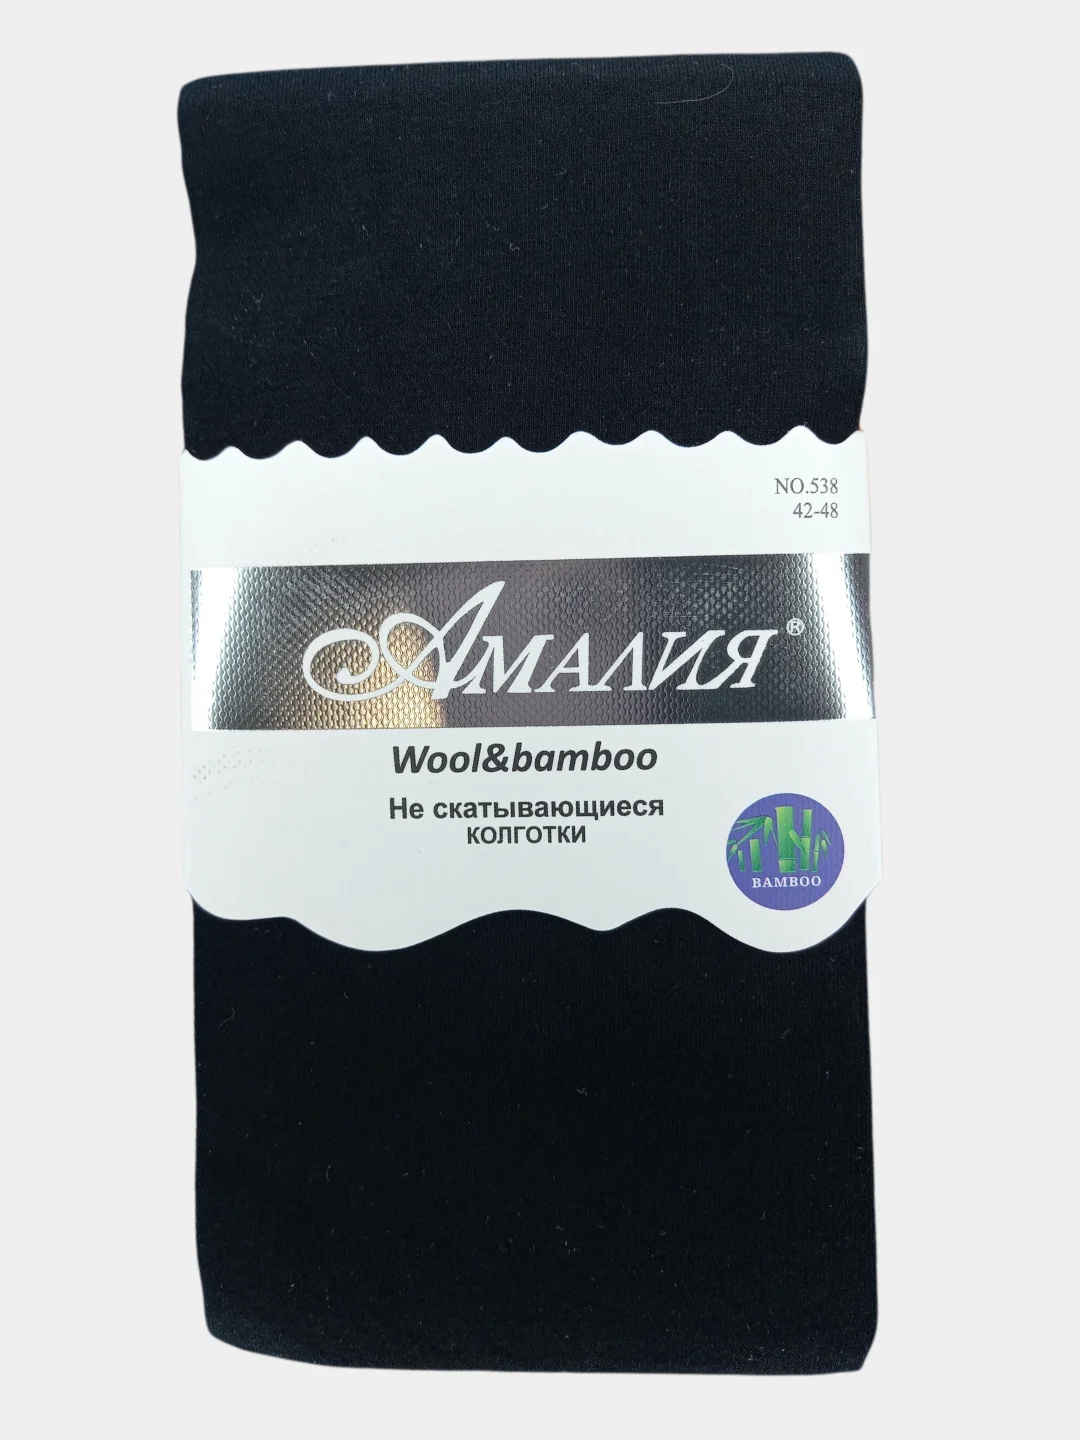 NO.538
42-48
Амалия®
Wool&bamboo
Не скатывающиеся
КОЛГОТКИ
BAMBOO